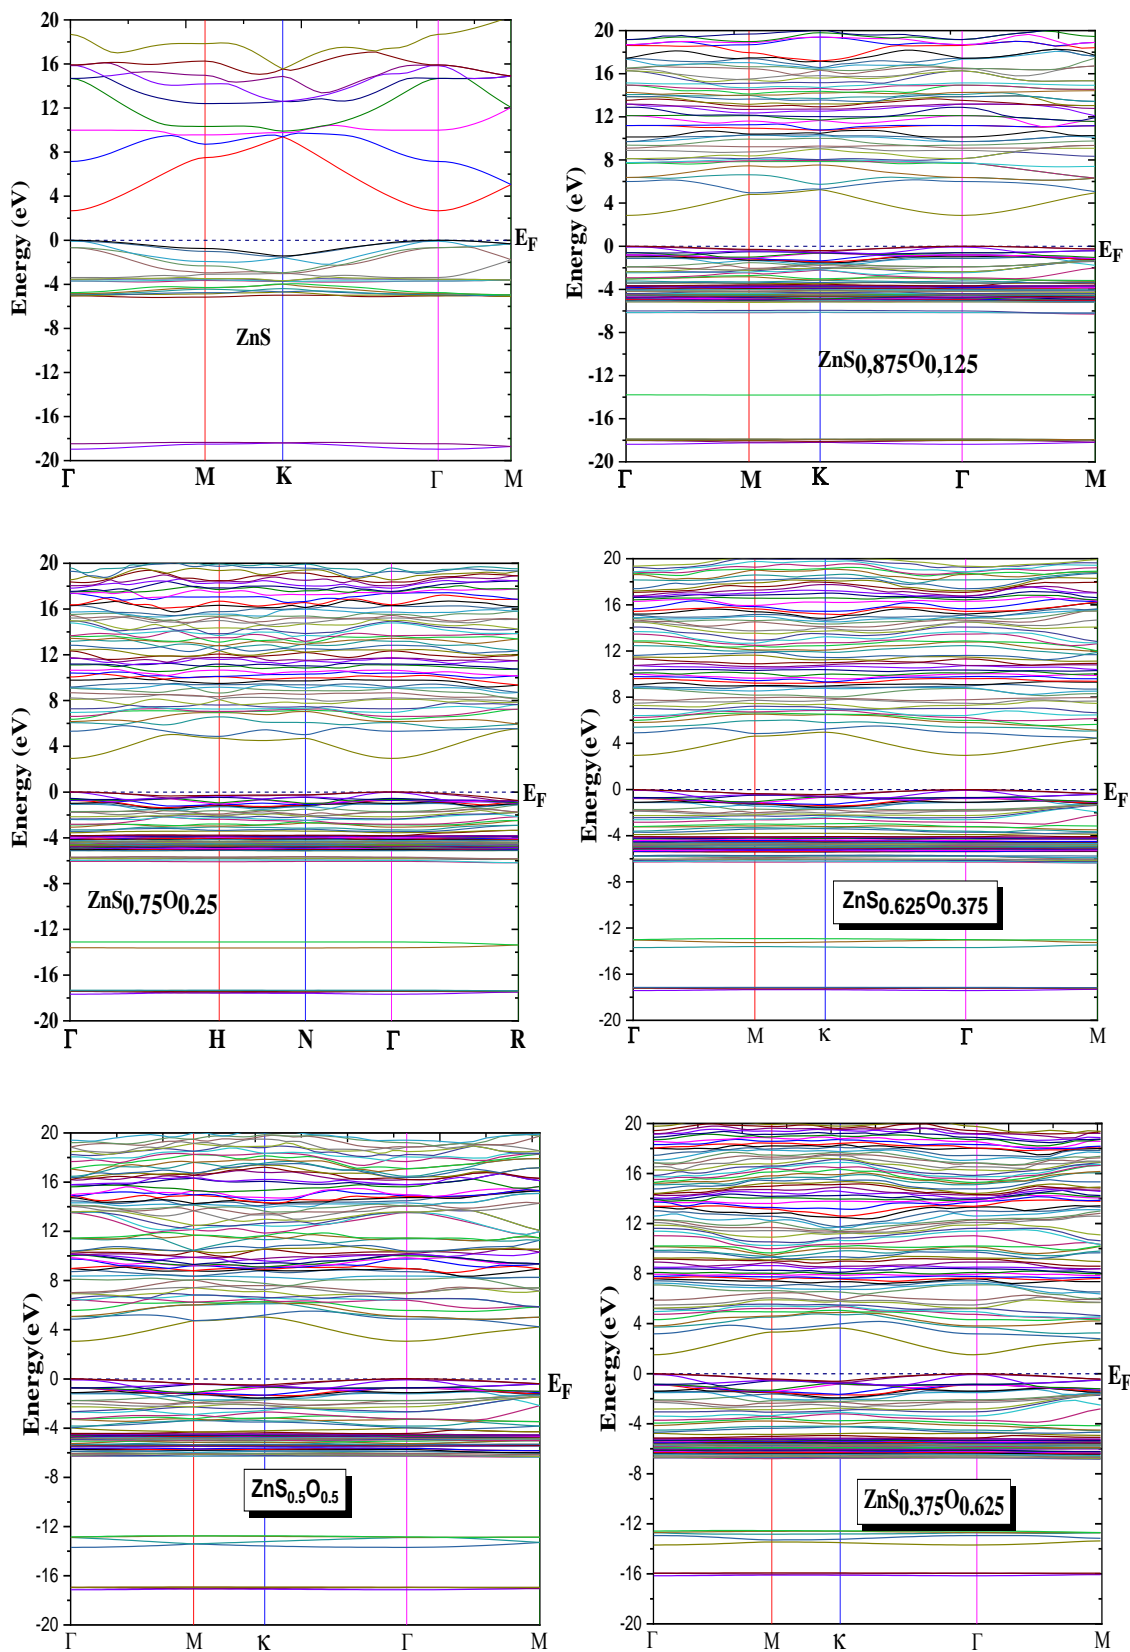 20
16
12
8
4
0
-4
-8
-12
-16
-20
Energy (eV)
E_F
ZnS
Γ M K Γ M
20
16
12
8
4
0
-4
-8
-12
-16
-20
Energy (eV)
E_F
ZnS0,875O0,125
Γ M K Γ M
20
16
12
8
4
0
-4
-8
-12
-16
-20
Energy (eV)
E_F
ZnS0.75O0.25
Γ H N Γ R
20
16
12
8
4
0
-4
-8
-12
-16
-20
Energy(eV)
E_F
ZnS0.625O0.375
Γ M κ Γ M
20
16
12
8
4
0
-4
-8
-12
-16
-20
Energy(eV)
E_F
ZnS0.5O0.5
Γ M κ Γ M
20
16
12
8
4
0
-4
-8
-12
-16
-20
Energy(eV)
E_F
ZnS0.375O0.625
Γ M κ Γ M